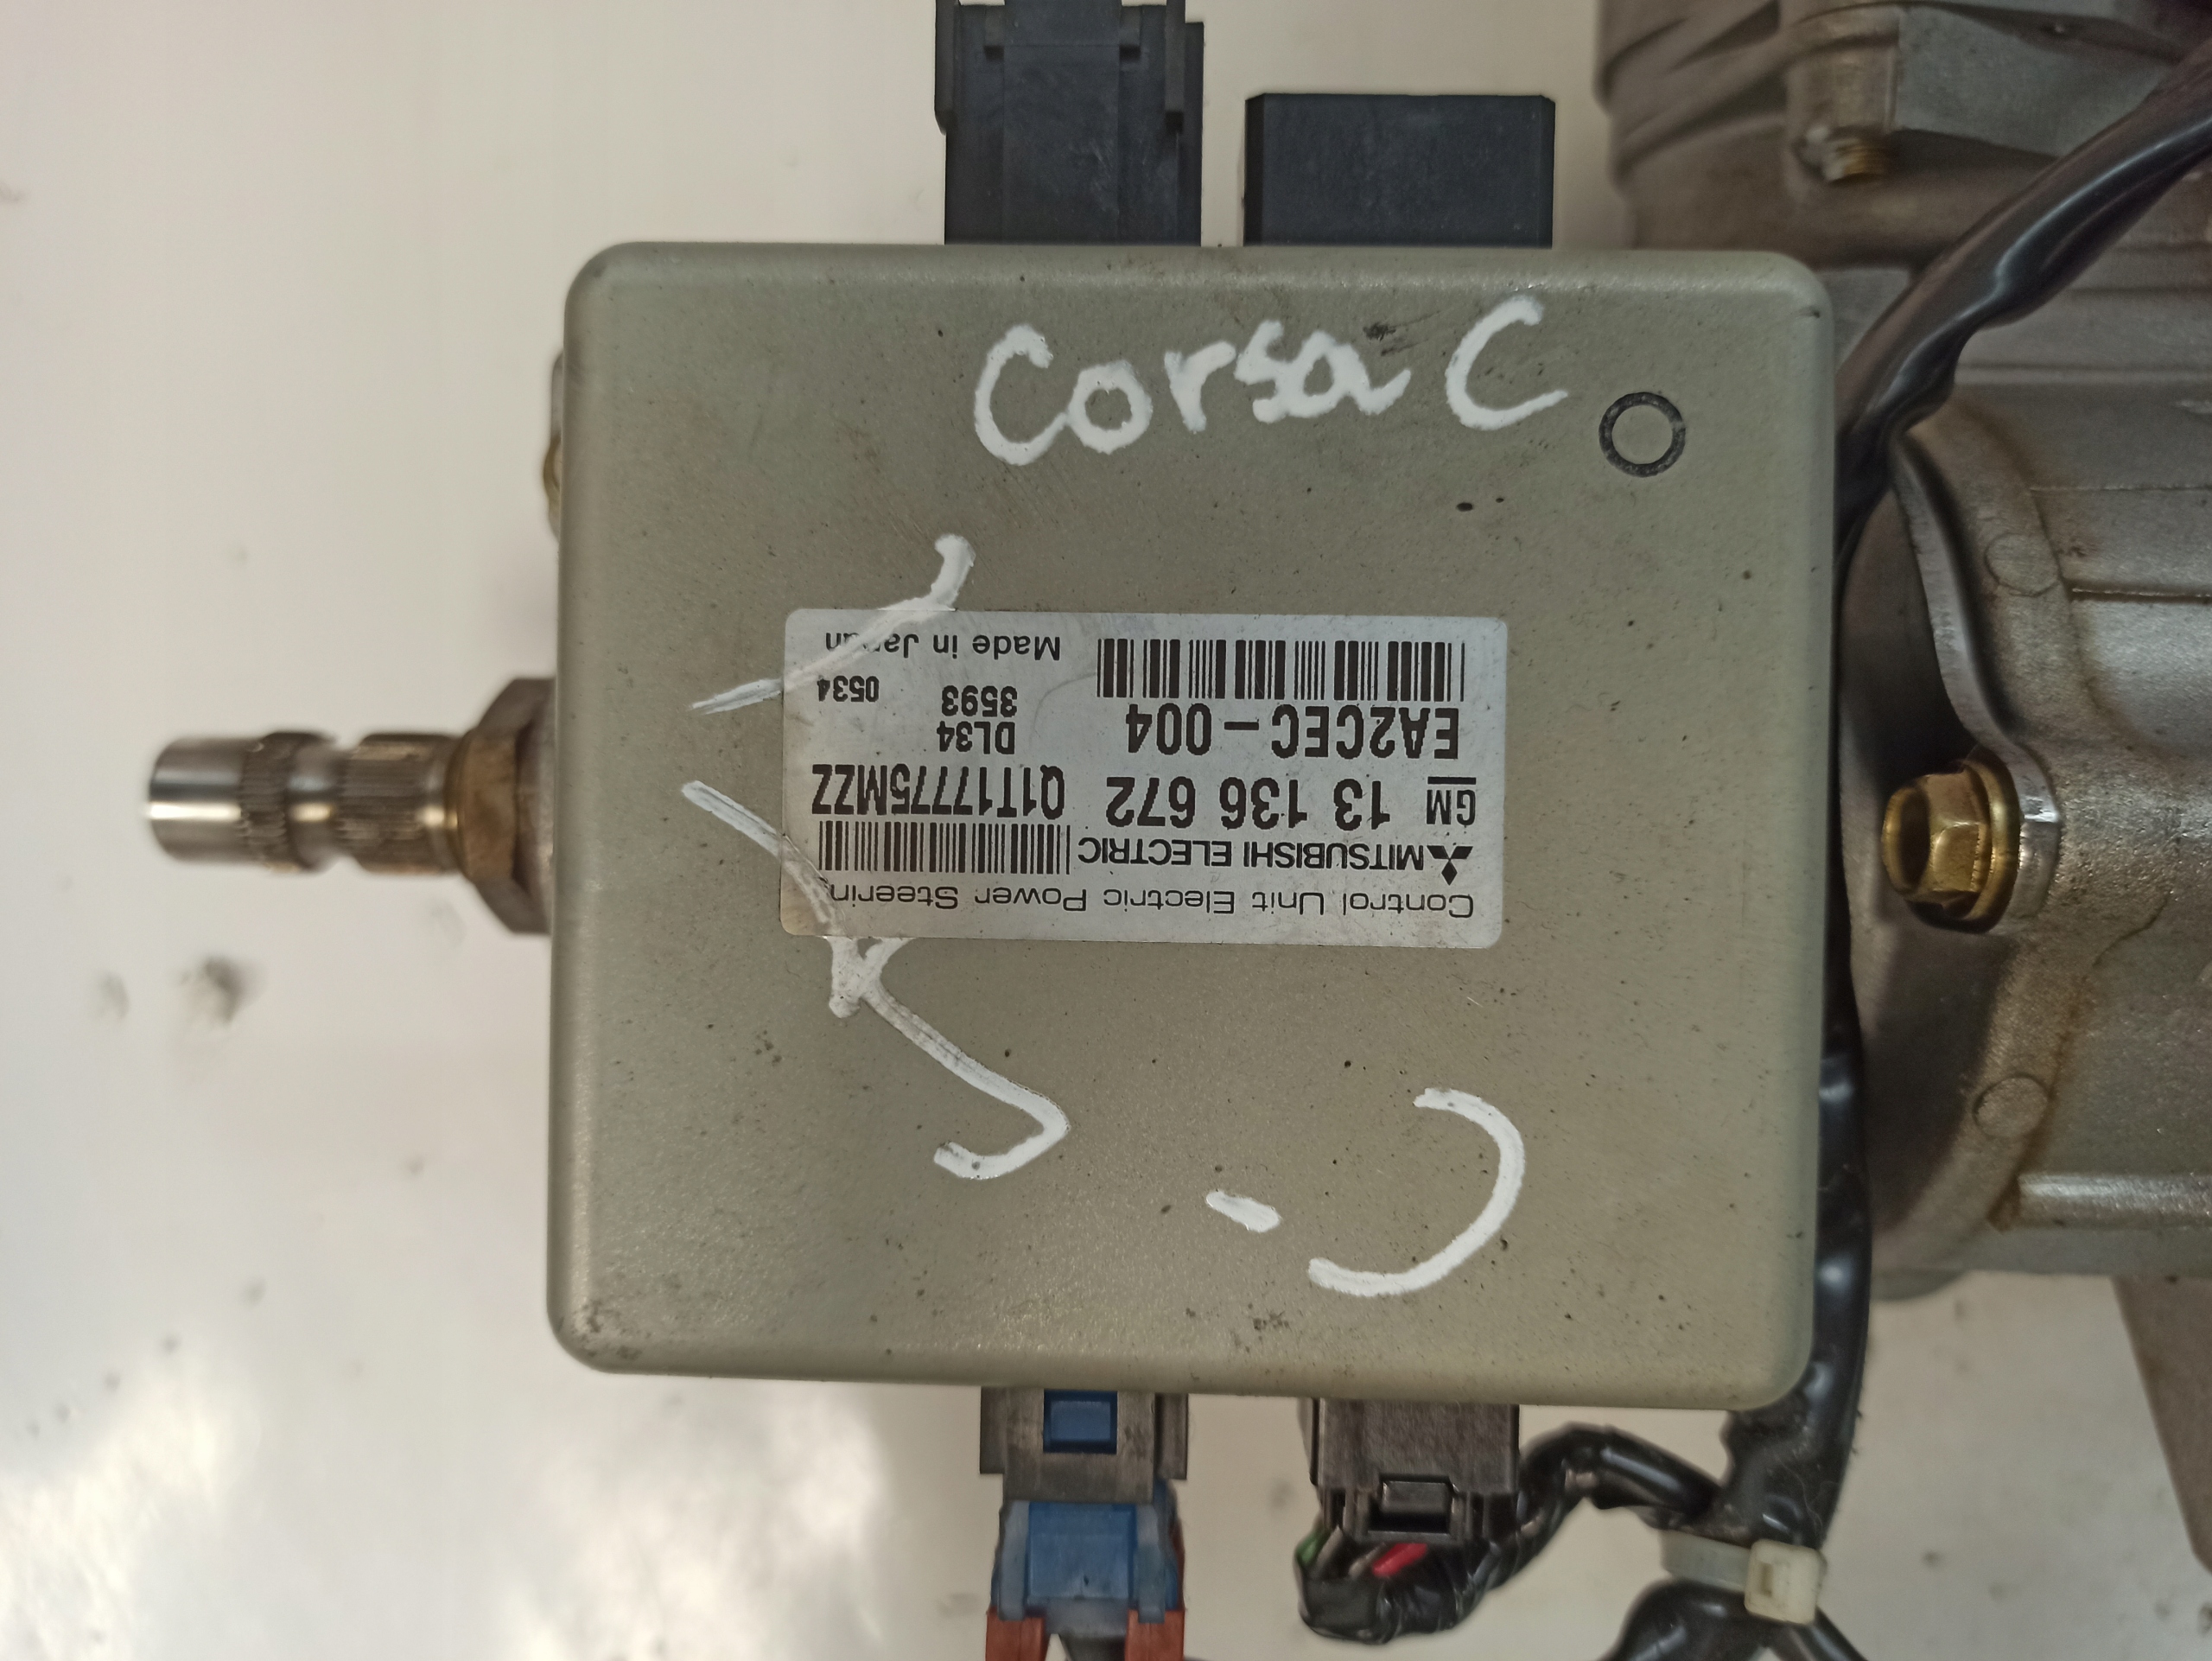 Corsa C
Control Unit Electric Power Steerin
MITSUBISHI ELECTRIC
GM 13 136 672 Q1T17775MZZ
EA2CEC-004 DL34
3593 0534
Made in Japan